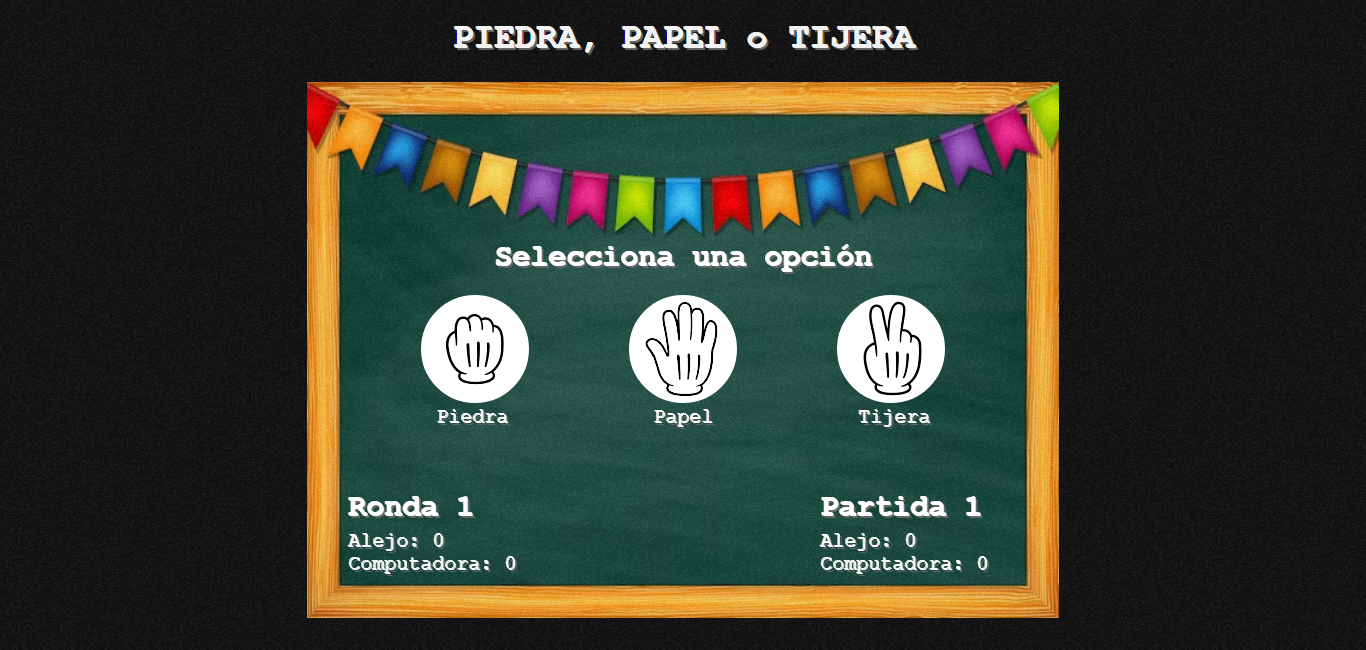 PIEDRA, PAPEL o TIJERA
Selecciona una opción
Piedra
Papel
Tijera
Ronda 1
Alejo: 0
Computadora: 0
Partida 1
Alejo: 0
Computadora: 0